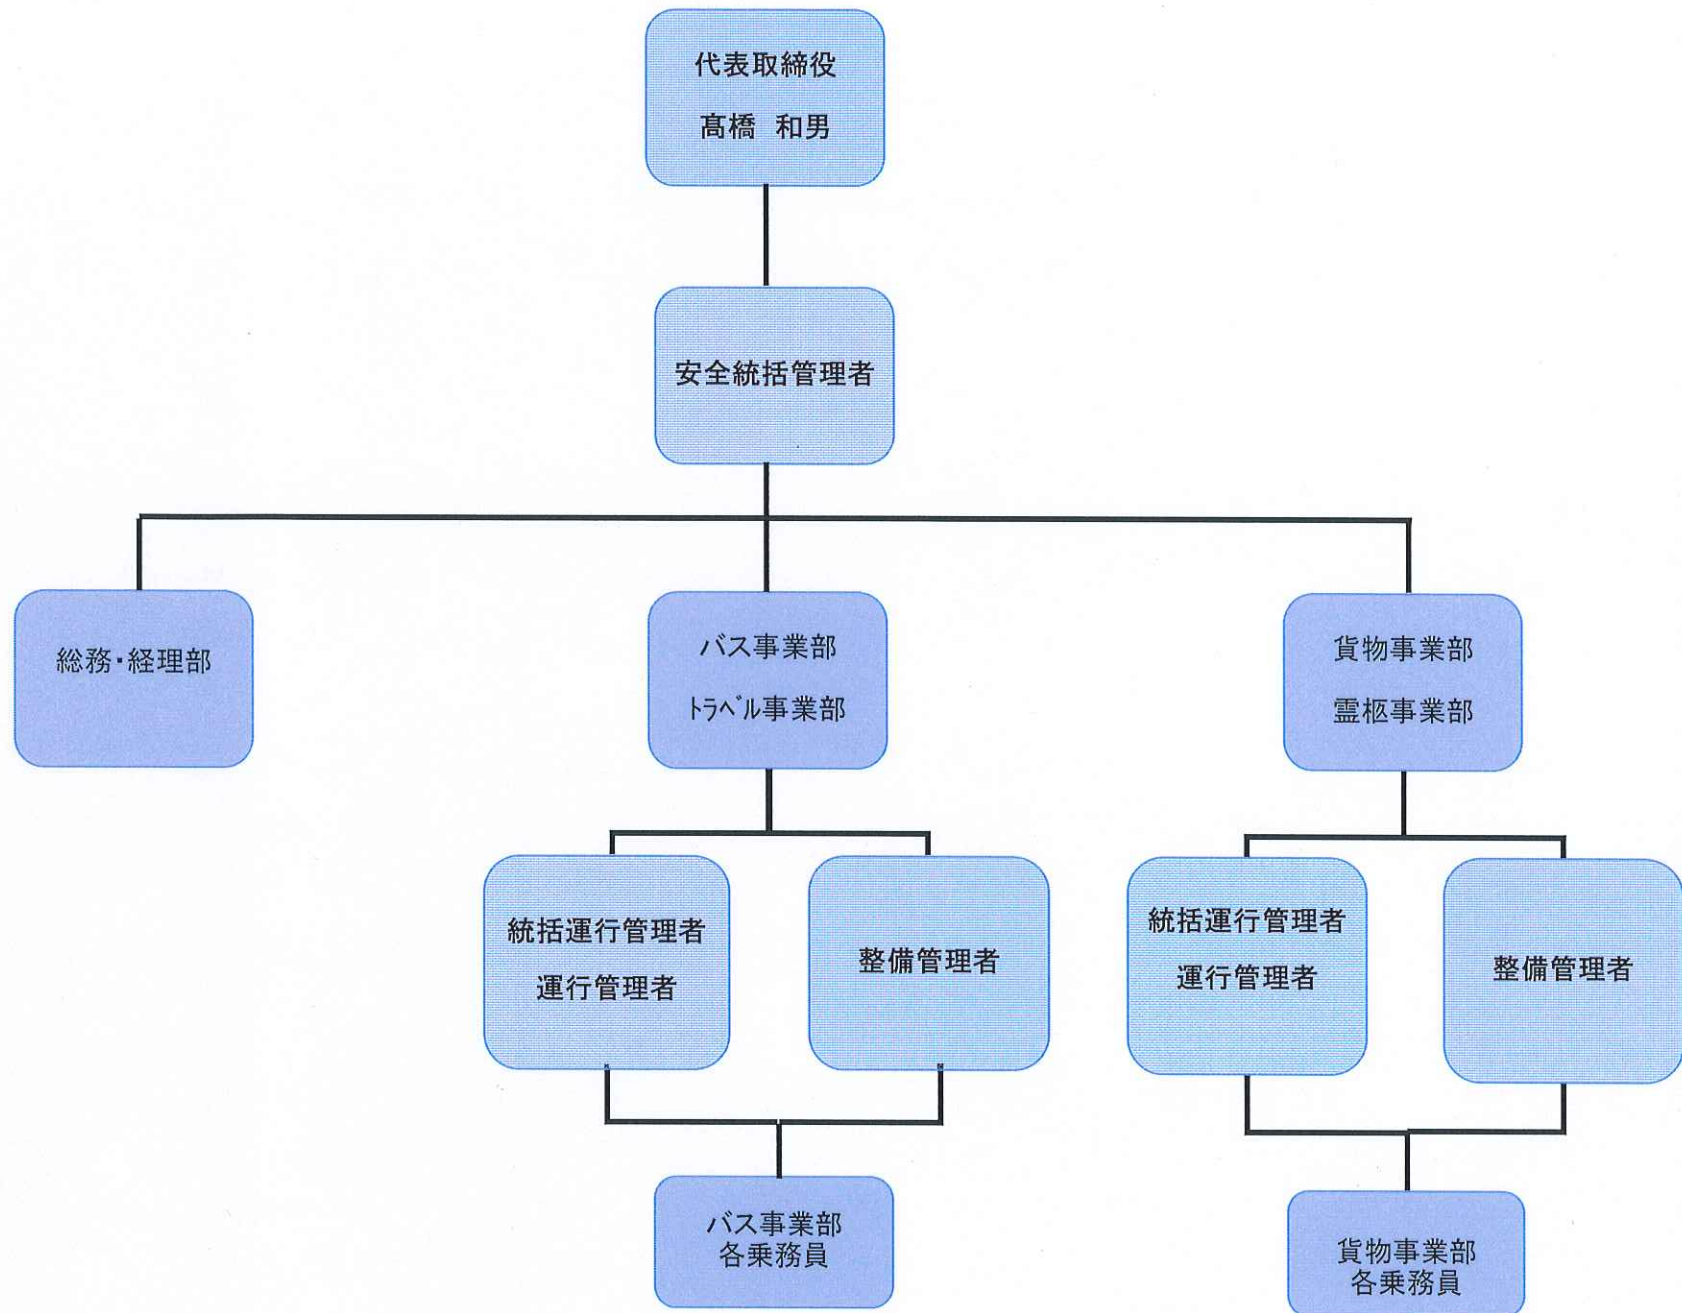 代表取締役
髙橋 和男
安全統括管理者
総務・経理部
バス事業部
ﾄﾗﾍﾞﾙ事業部
貨物事業部
霊柩事業部
統括運行管理者
運行管理者
整備管理者
統括運行管理者
運行管理者
整備管理者
バス事業部
各乗務員
貨物事業部
各乗務員